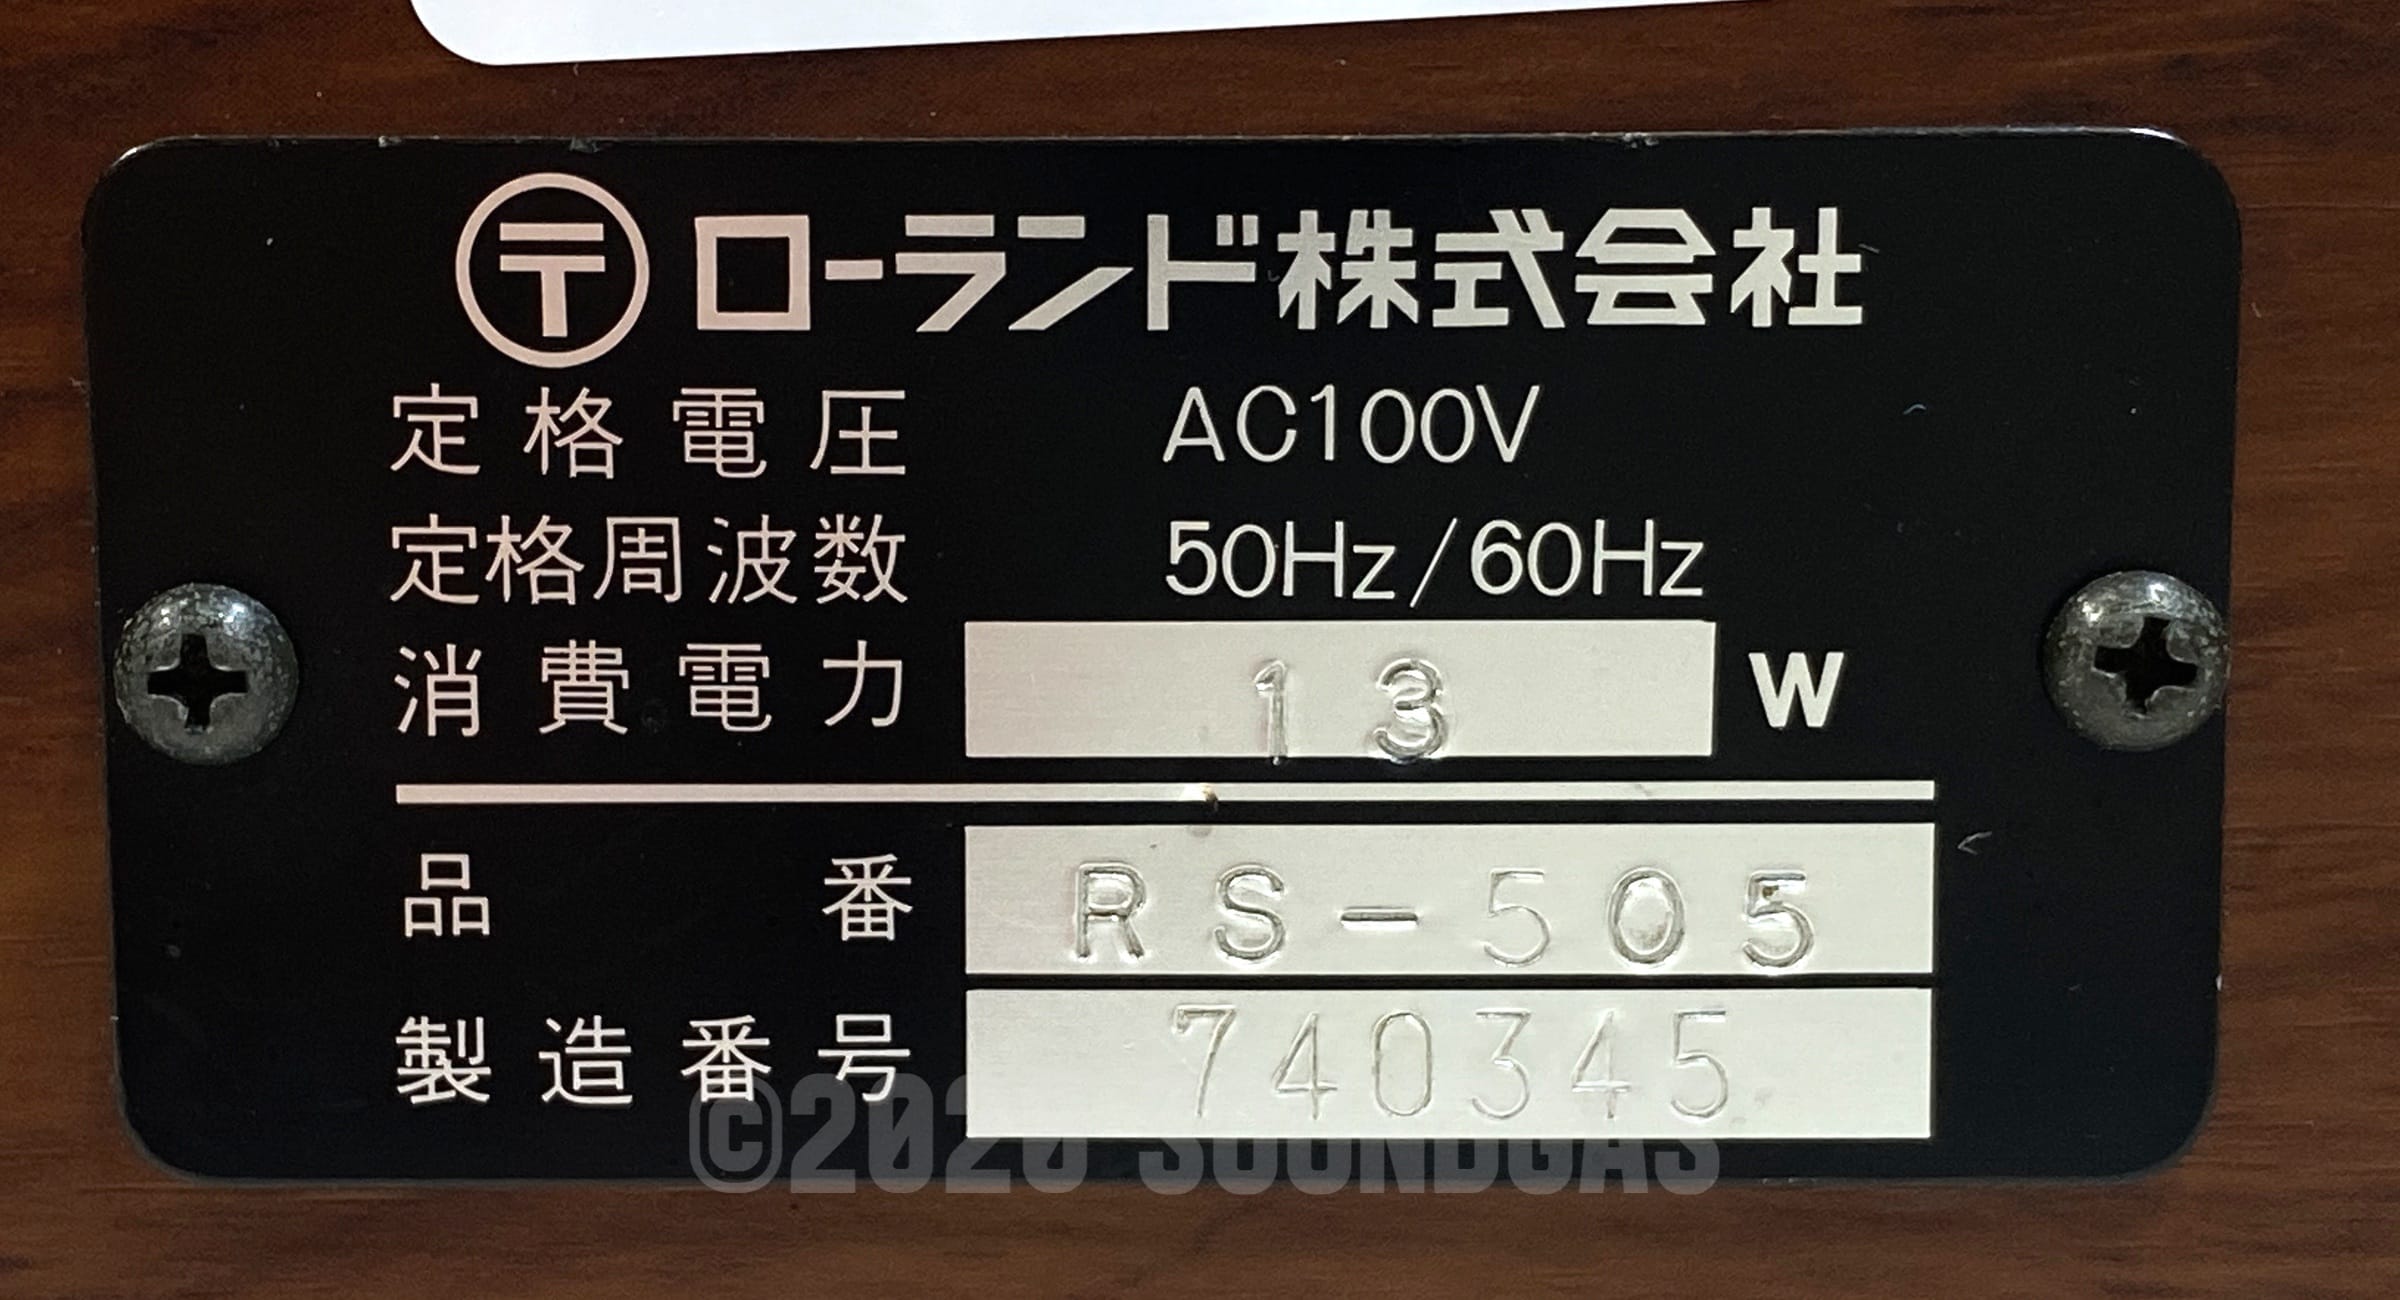 〒 ローランド株式会社
定格電圧 AC100V
定格周波数 50Hz/60Hz
消費電力 13 W
品番 RS-505
製造番号 740345
©2020 SOUNDGAS